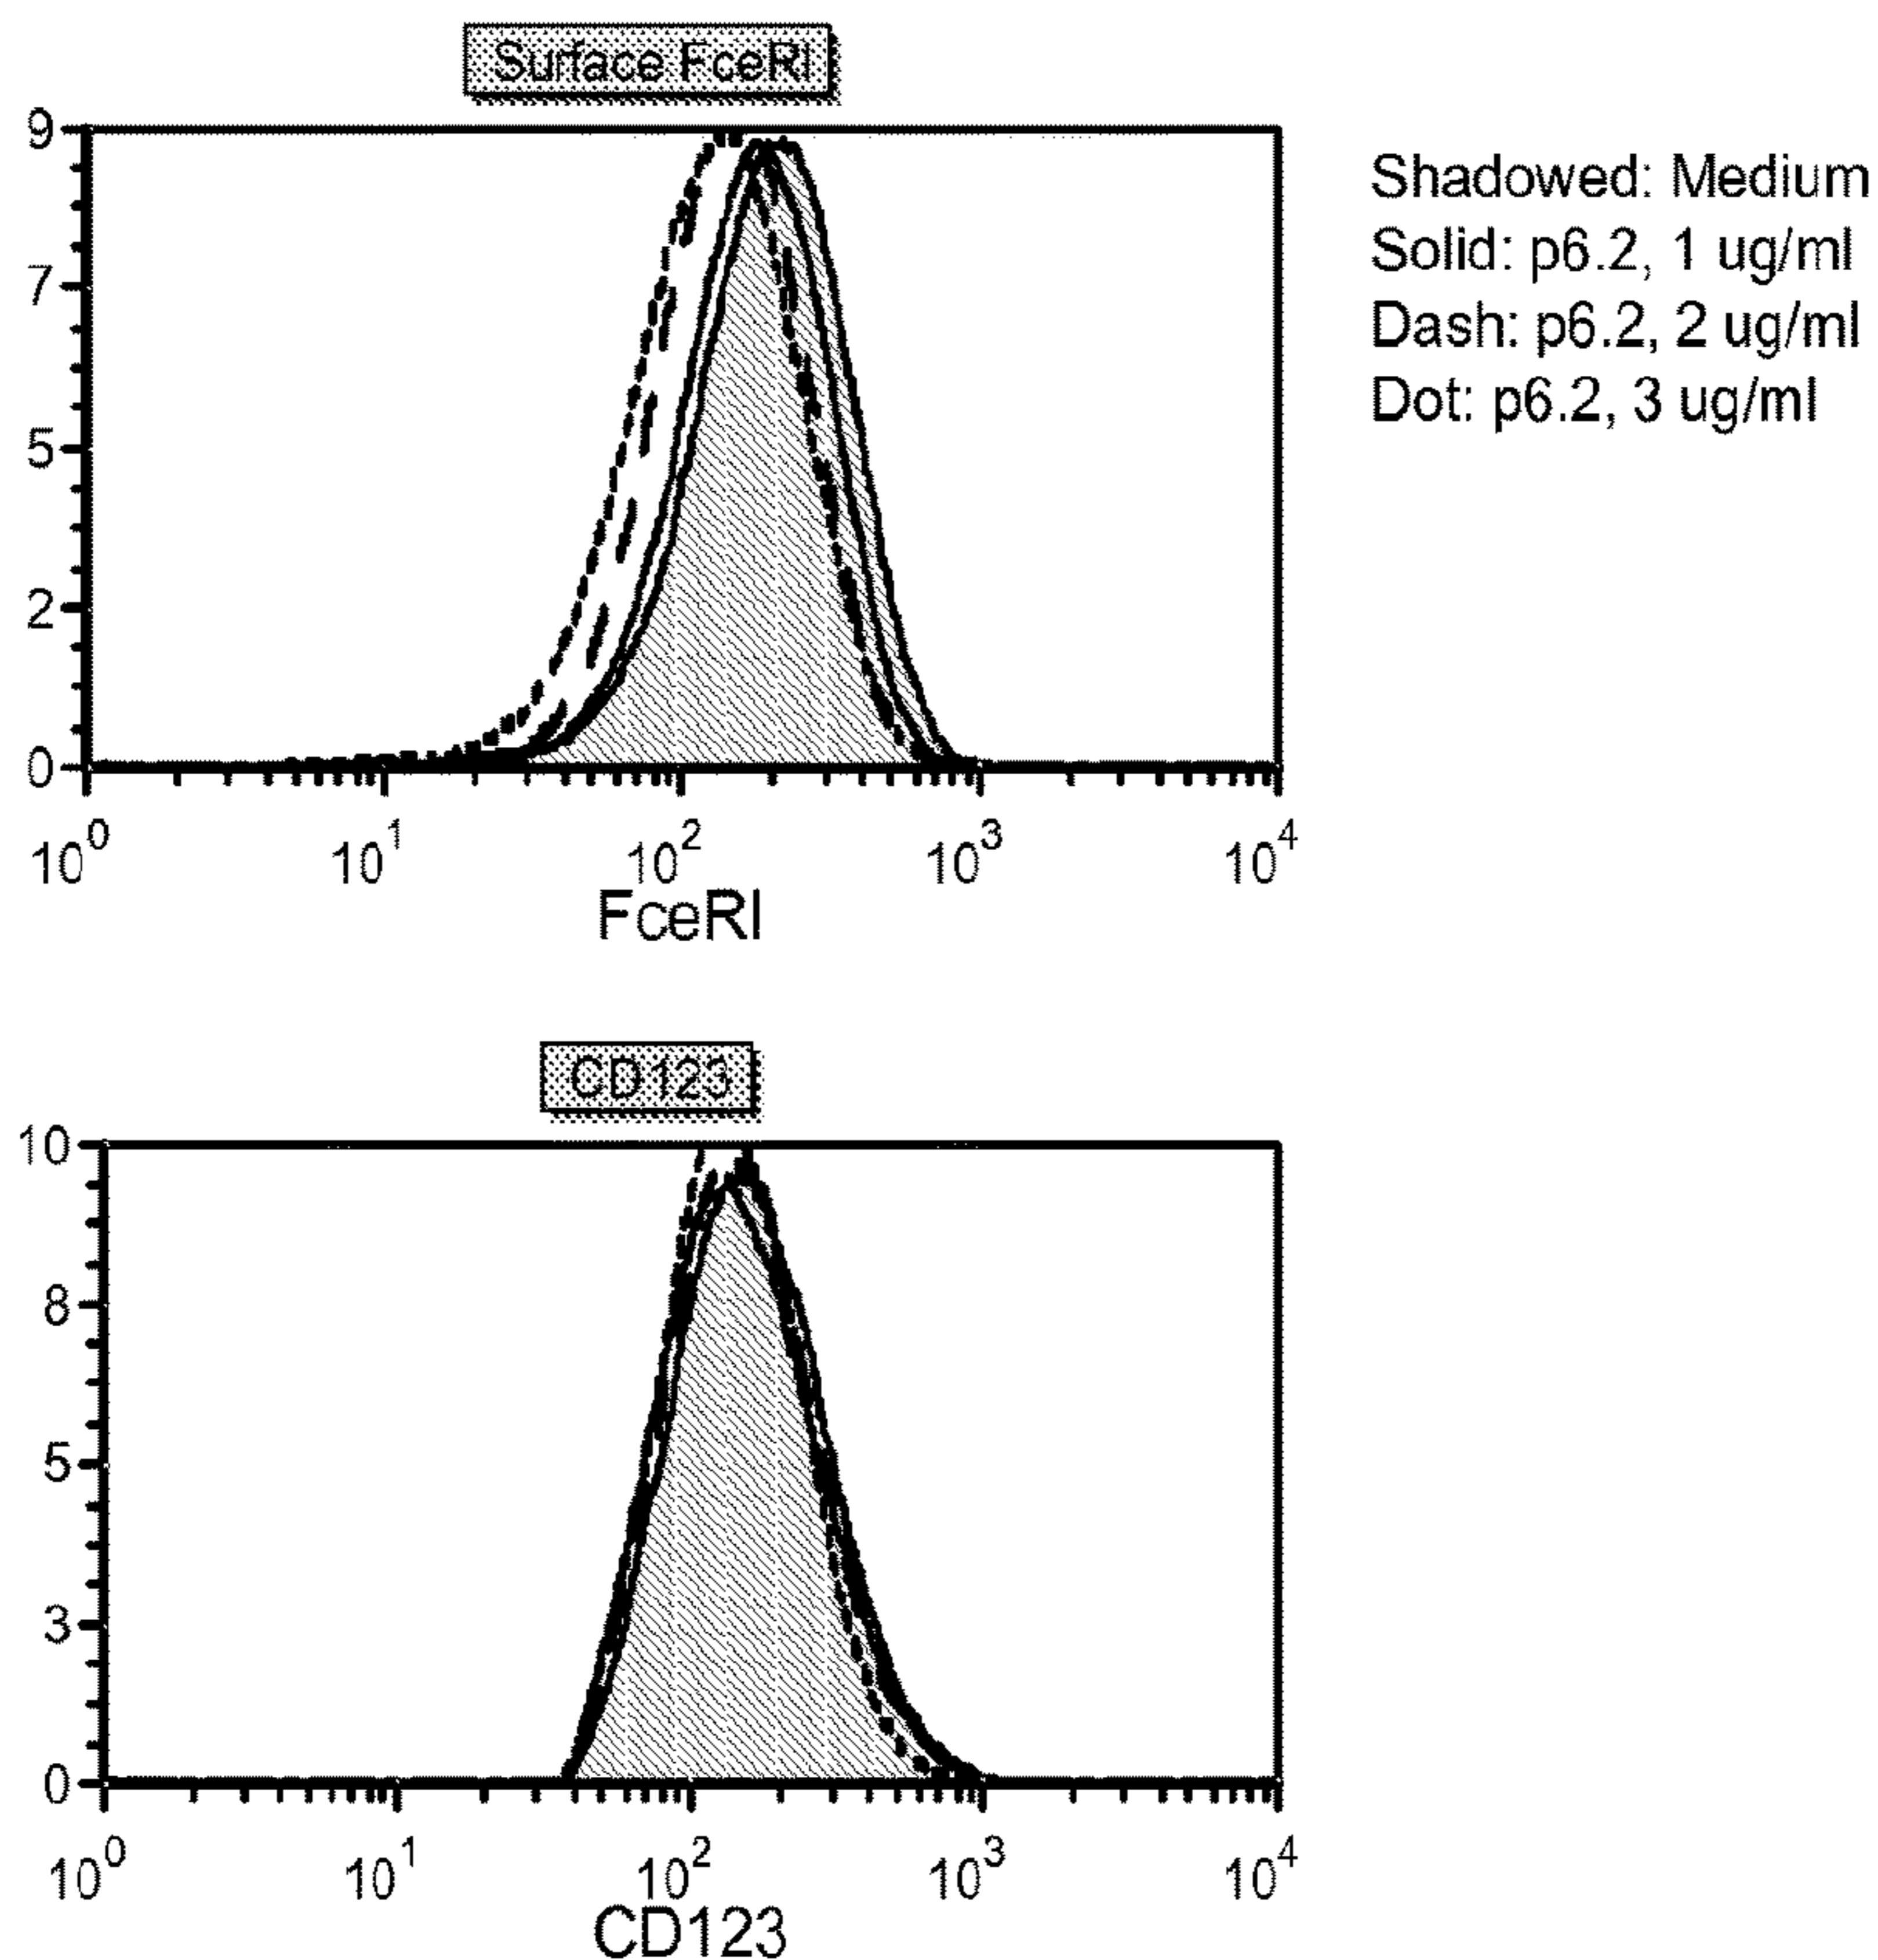 Surface FceRI
9
7
5
2
0
10^0 10^1 10^2 10^3 10^4
FceRI
Shadowed: Medium
Solid: p6.2, 1 ug/ml
Dash: p6.2, 2 ug/ml
Dot: p6.2, 3 ug/ml
CD123
10
8
5
3
0
10^0 10^1 10^2 10^3 10^4
CD123